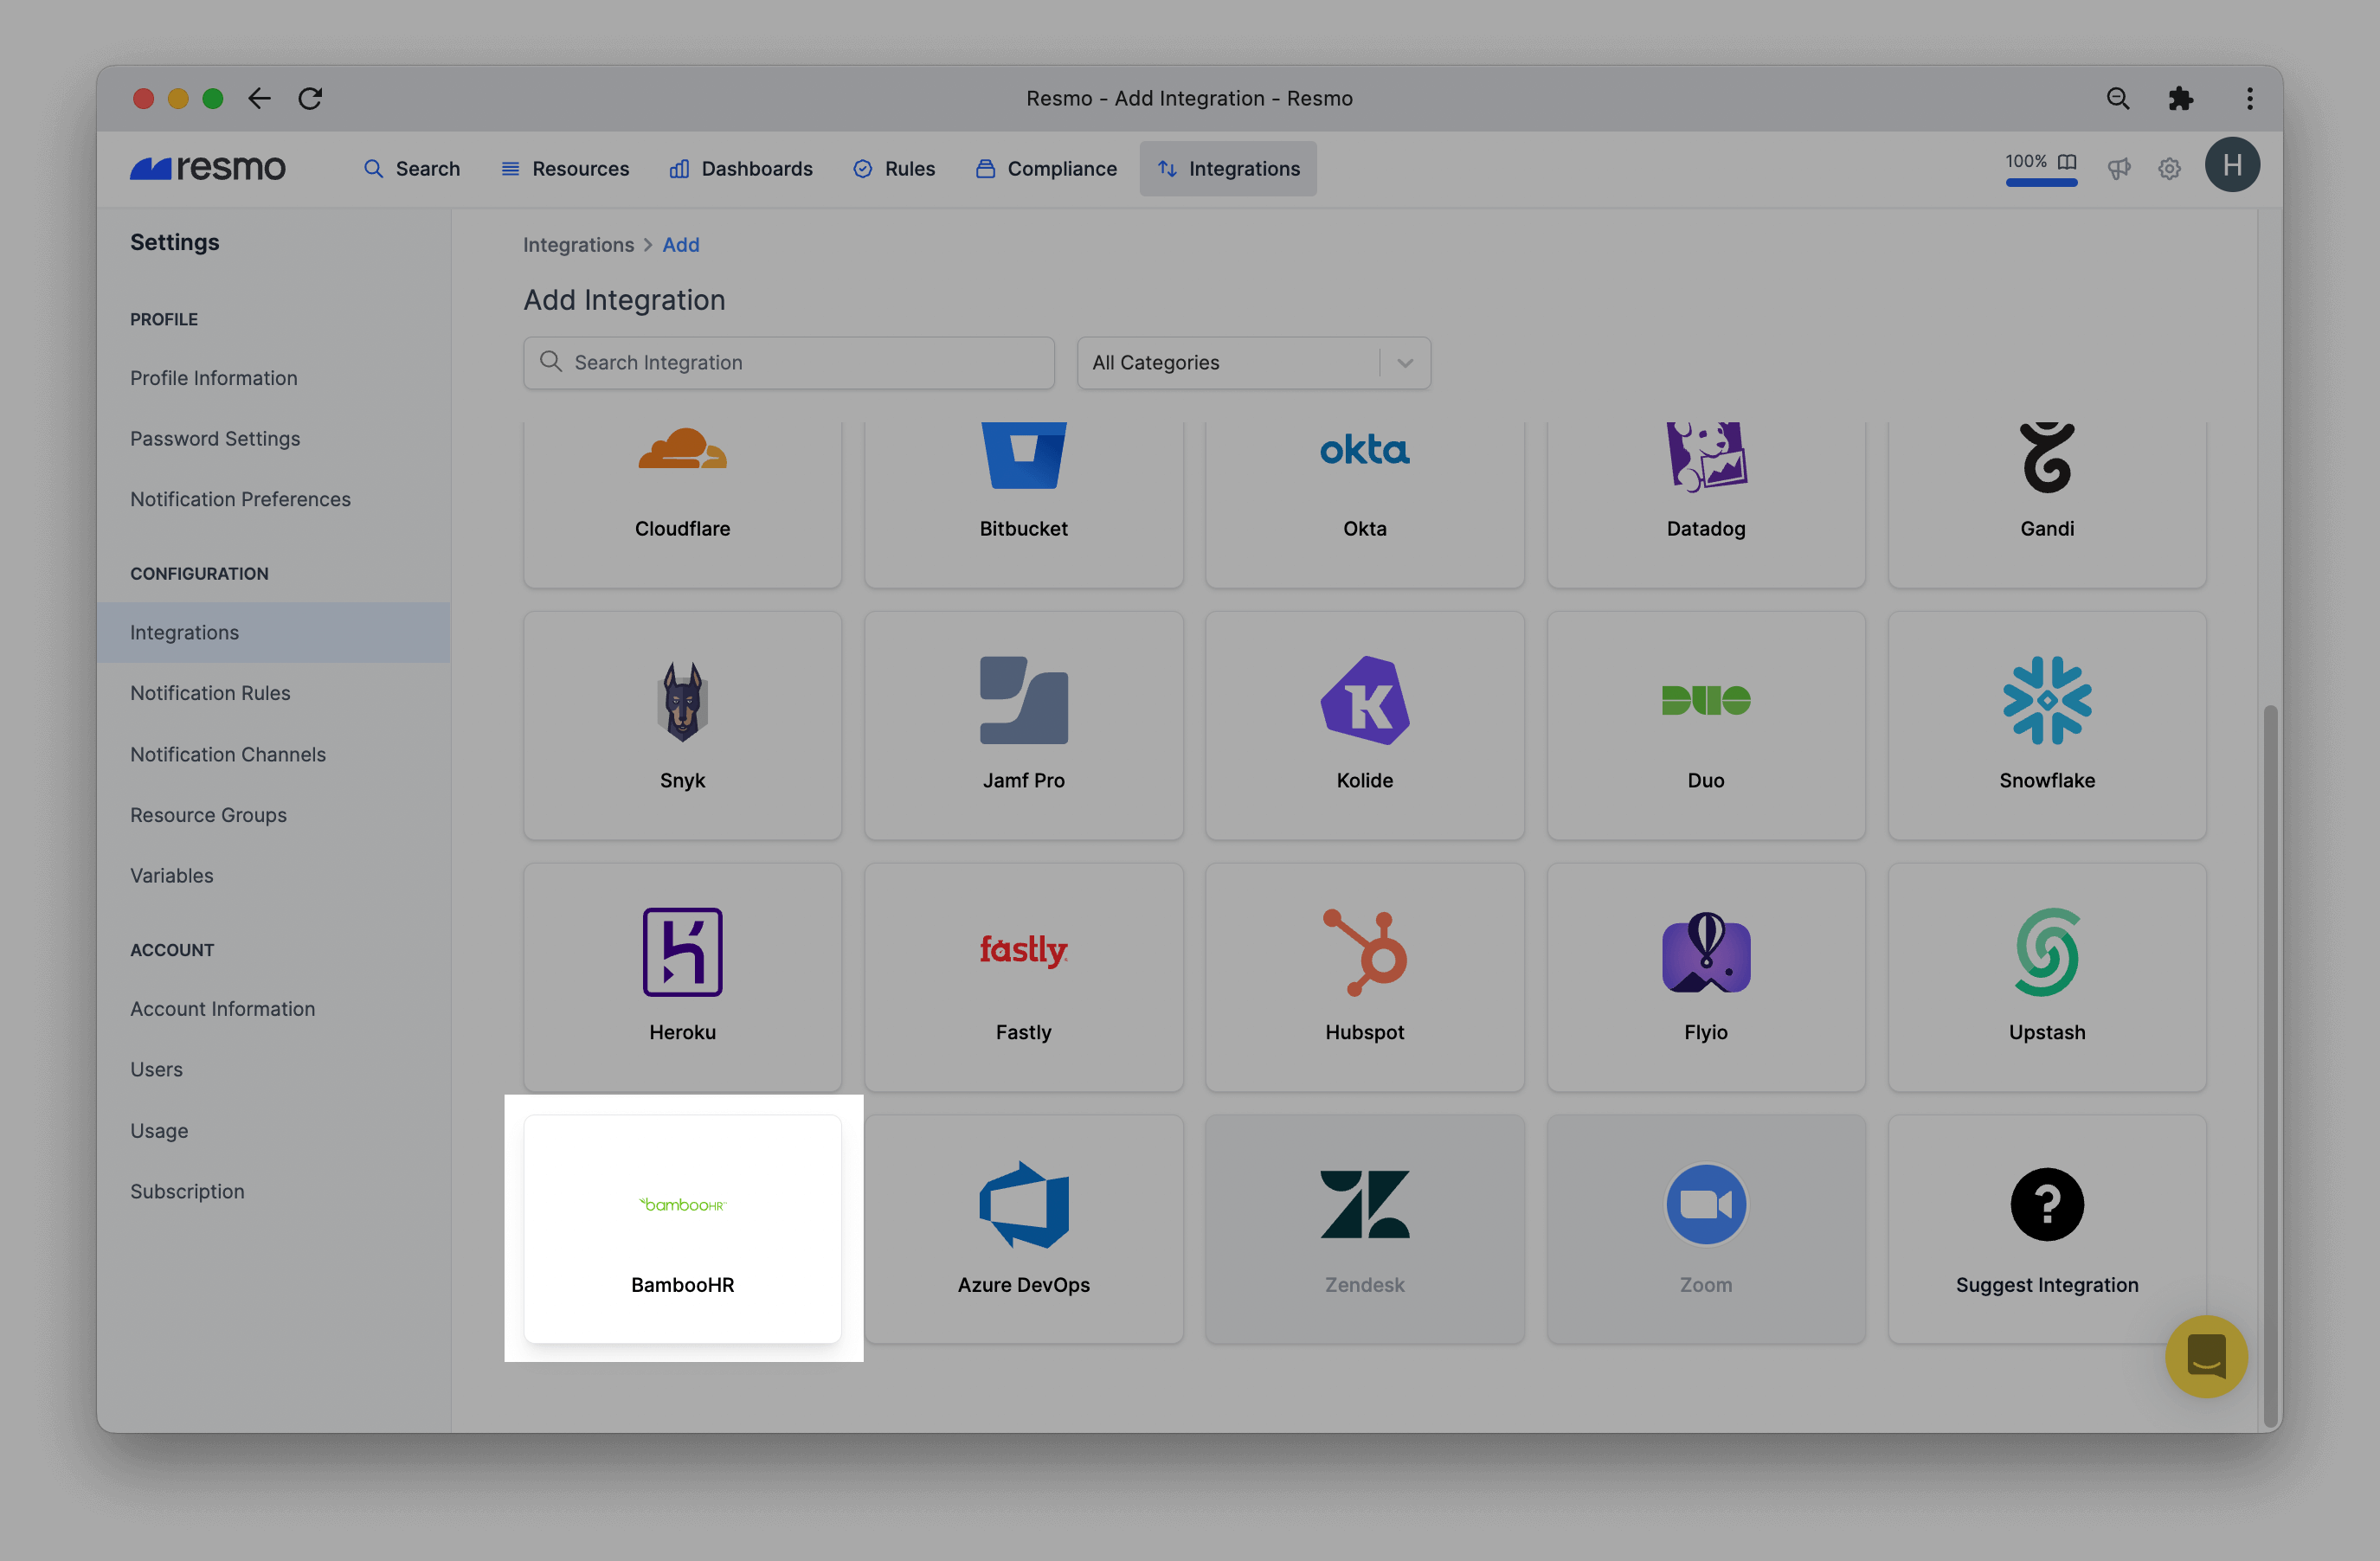 Resmo - Add Integration - Resmo
resmo
Search
Resources
Dashboards
Rules
Compliance
Integrations
100%
H
Settings
PROFILE
Profile Information
Password Settings
Notification Preferences
CONFIGURATION
Integrations
Notification Rules
Notification Channels
Resource Groups
Variables
ACCOUNT
Account Information
Users
Usage
Subscription
Integrations > Add
Add Integration
Search Integration
All Categories
okta
Cloudflare
Bitbucket
Okta
Datadog
Gandi
K
DUO
Snyk
Jamf Pro
Kolide
Duo
Snowflake
fastly
Heroku
Fastly
Hubspot
Flyio
Upstash
bambooHR
?
BambooHR
Azure DevOps
Zendesk
Zoom
Suggest Integration